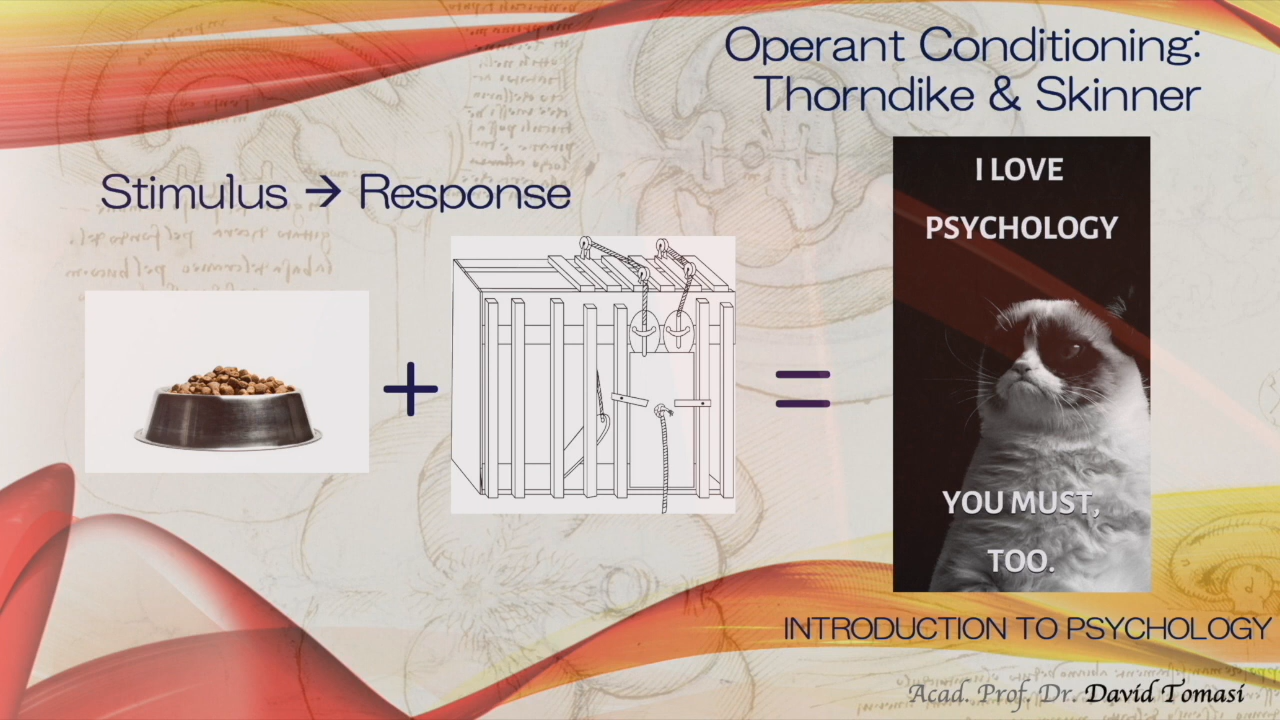 Operant Conditioning:
Thorndike & Skinner
Stimulus → Response
+
=
I LOVE
PSYCHOLOGY
YOU MUST,
TOO.
INTRODUCTION TO PSYCHOLOGY
Acad. Prof. Dr. David Tomasi